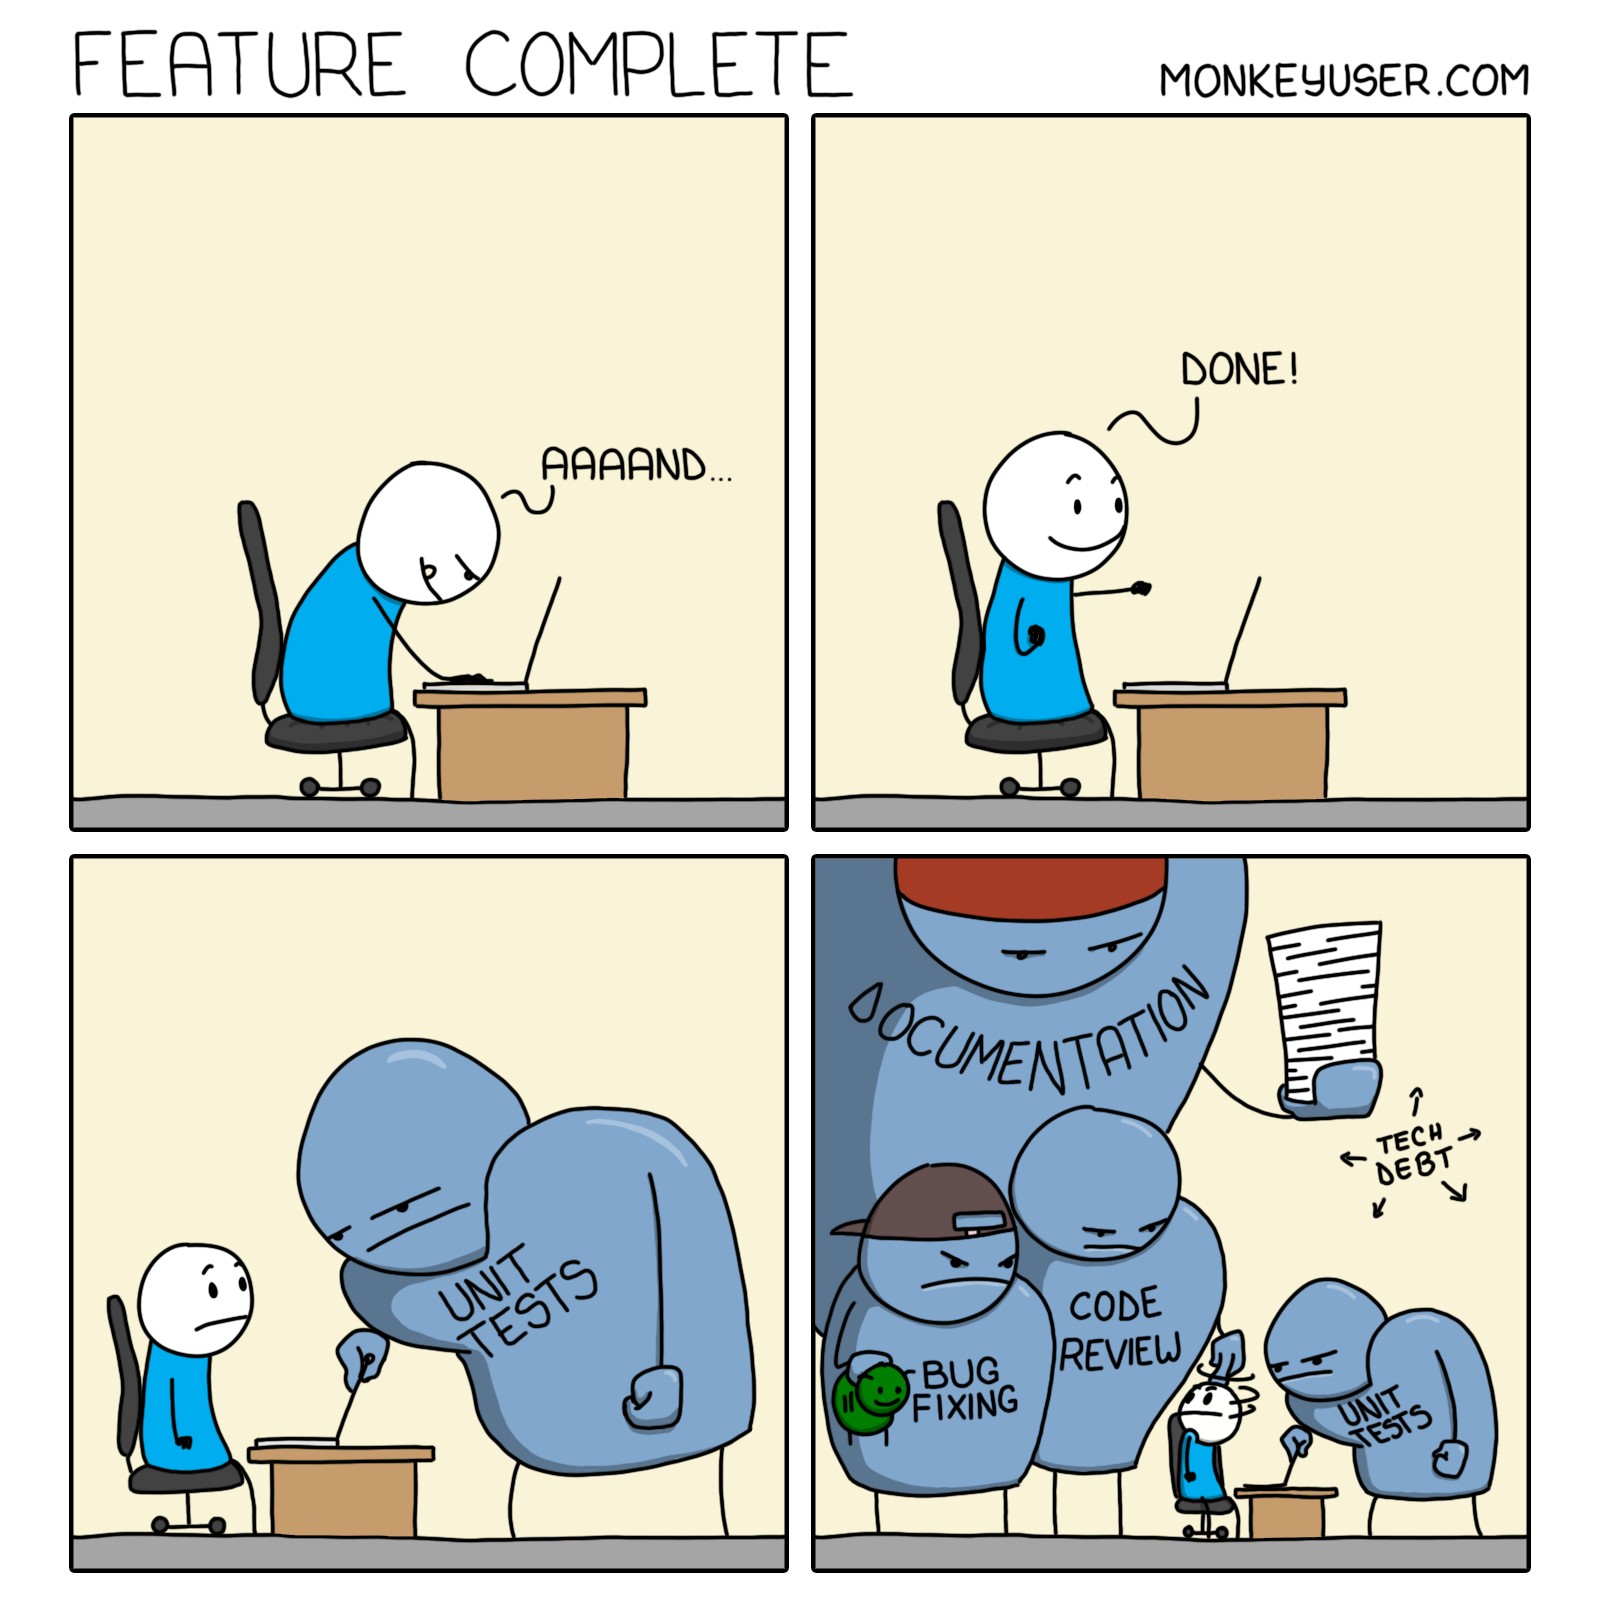 FEATURE COMPLETE
MONKEYUSER.COM
AAAAND...
DONE!
UNIT
TESTS
DOCUMENTATION
TECH
DEBT
CODE
REVIEW
BUG
FIXING
UNIT
TESTS